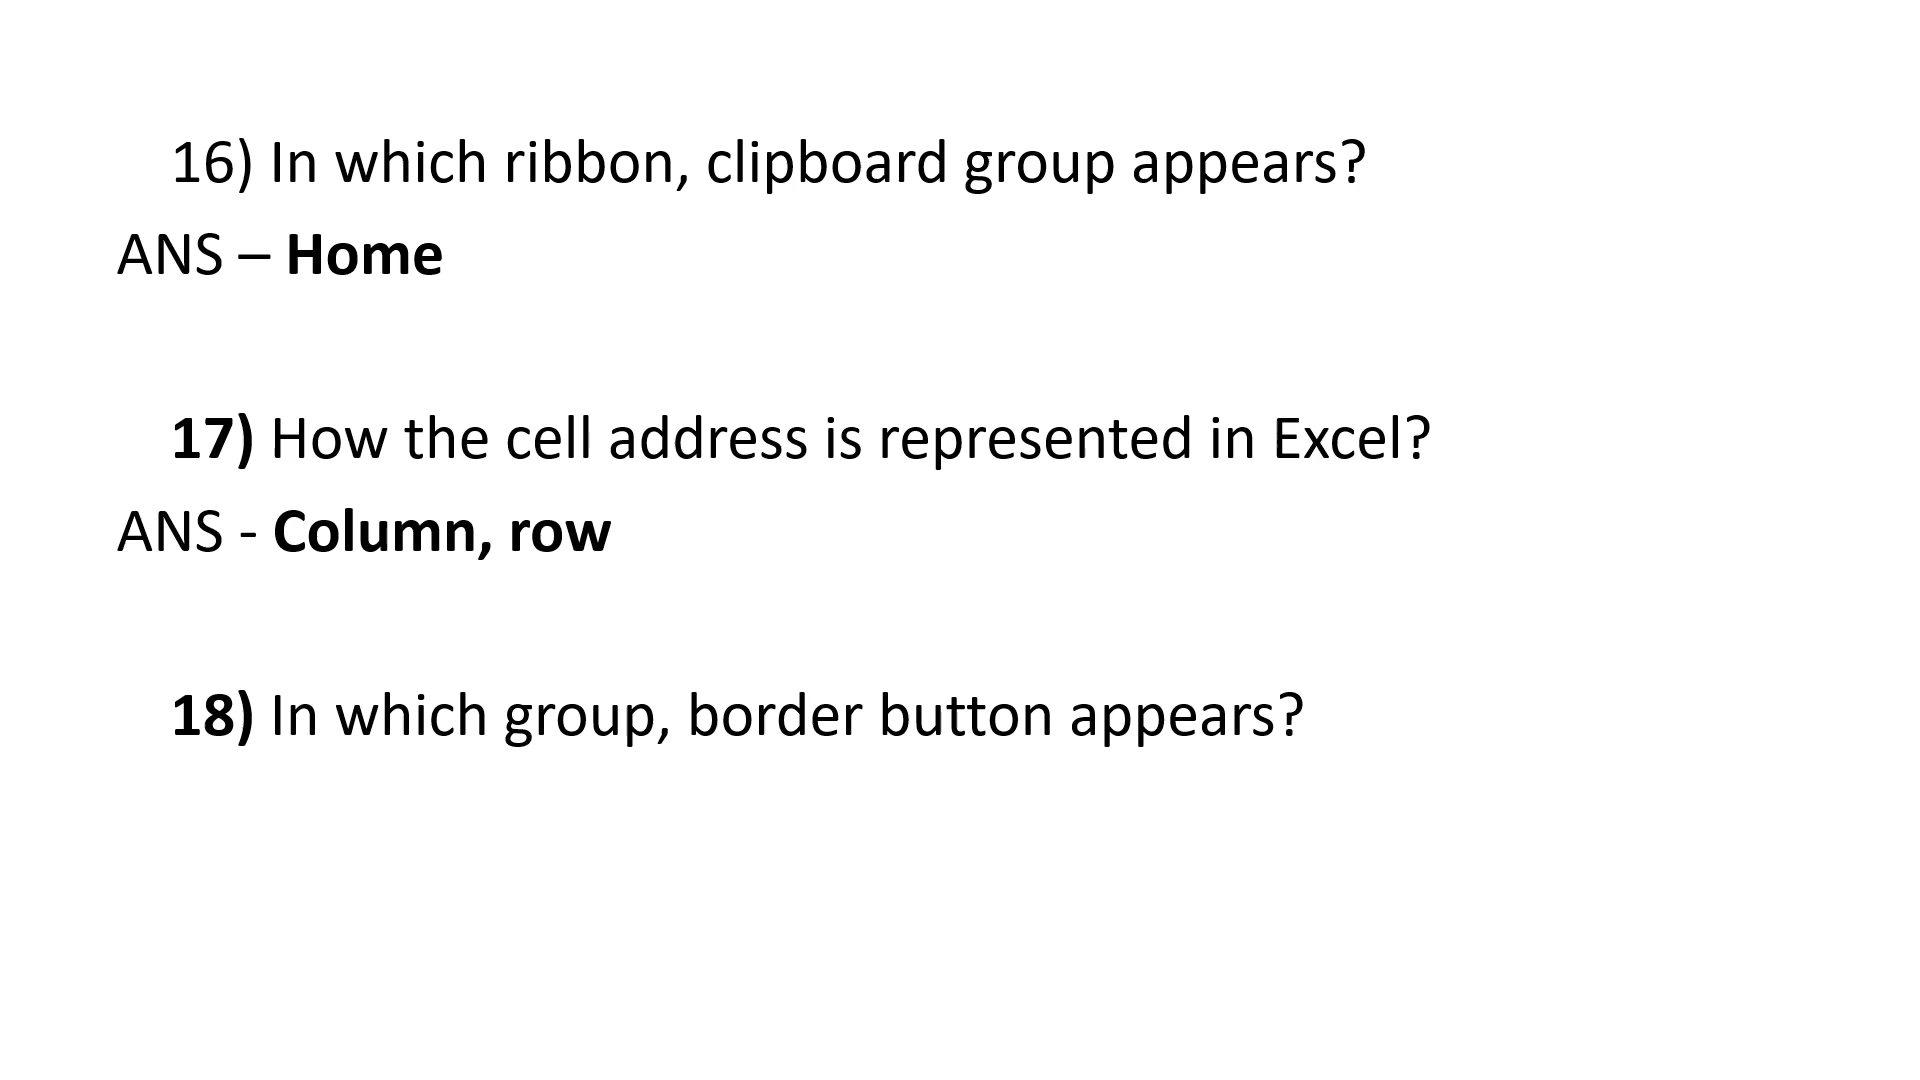 16) In which ribbon, clipboard group appears?
ANS – Home
17) How the cell address is represented in Excel?
ANS - Column, row
18) In which group, border button appears?